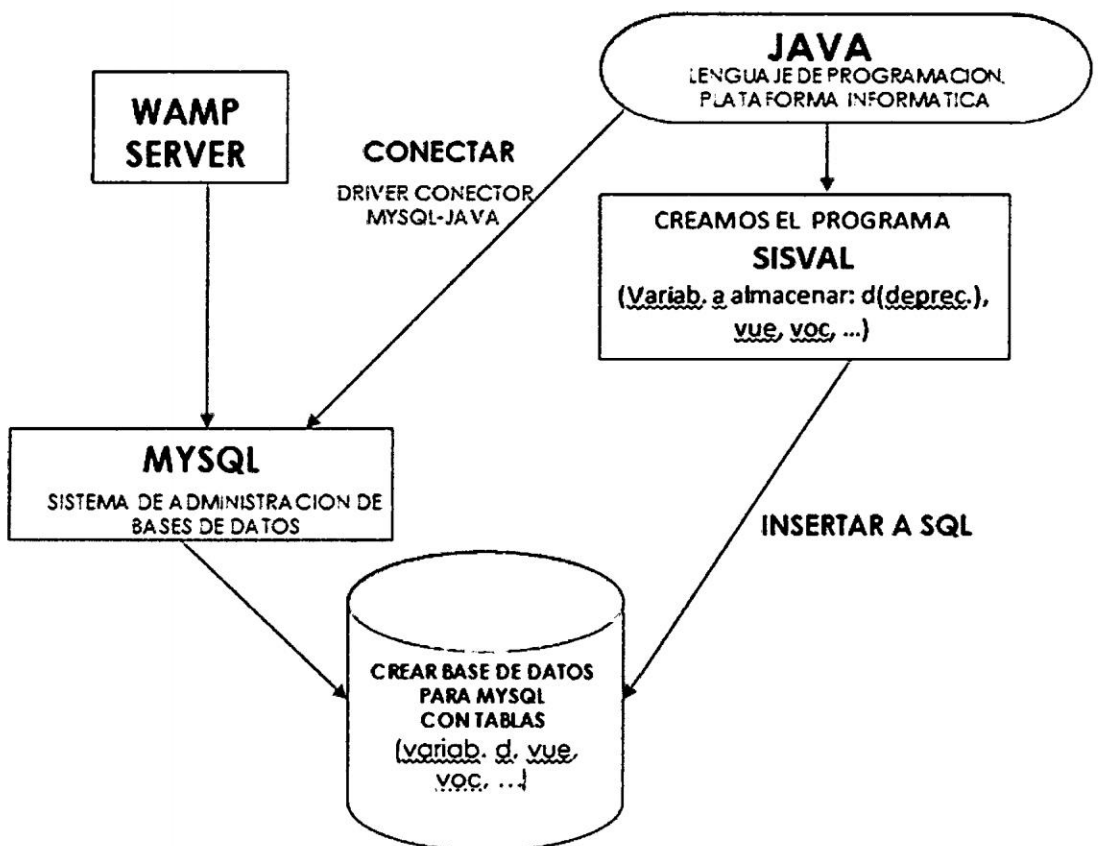 JAVA
LENGUAJE DE PROGRAMACION.
PLATAFORMA INFORMATICA
WAMP
SERVER
CONECTAR
DRIVER CONECTOR
MYSQL-JAVA
CREAMOS EL PROGRAMA
SISVAL
(Variab. a almacenar: d(deprec.),
vue, voc, ...)
MYSQL
SISTEMA DE ADMINISTRACION DE
BASES DE DATOS
INSERTAR A SQL
CREAR BASE DE DATOS
PARA MYSQL
CON TABLAS
(variab. d, vue,
voc, ...)